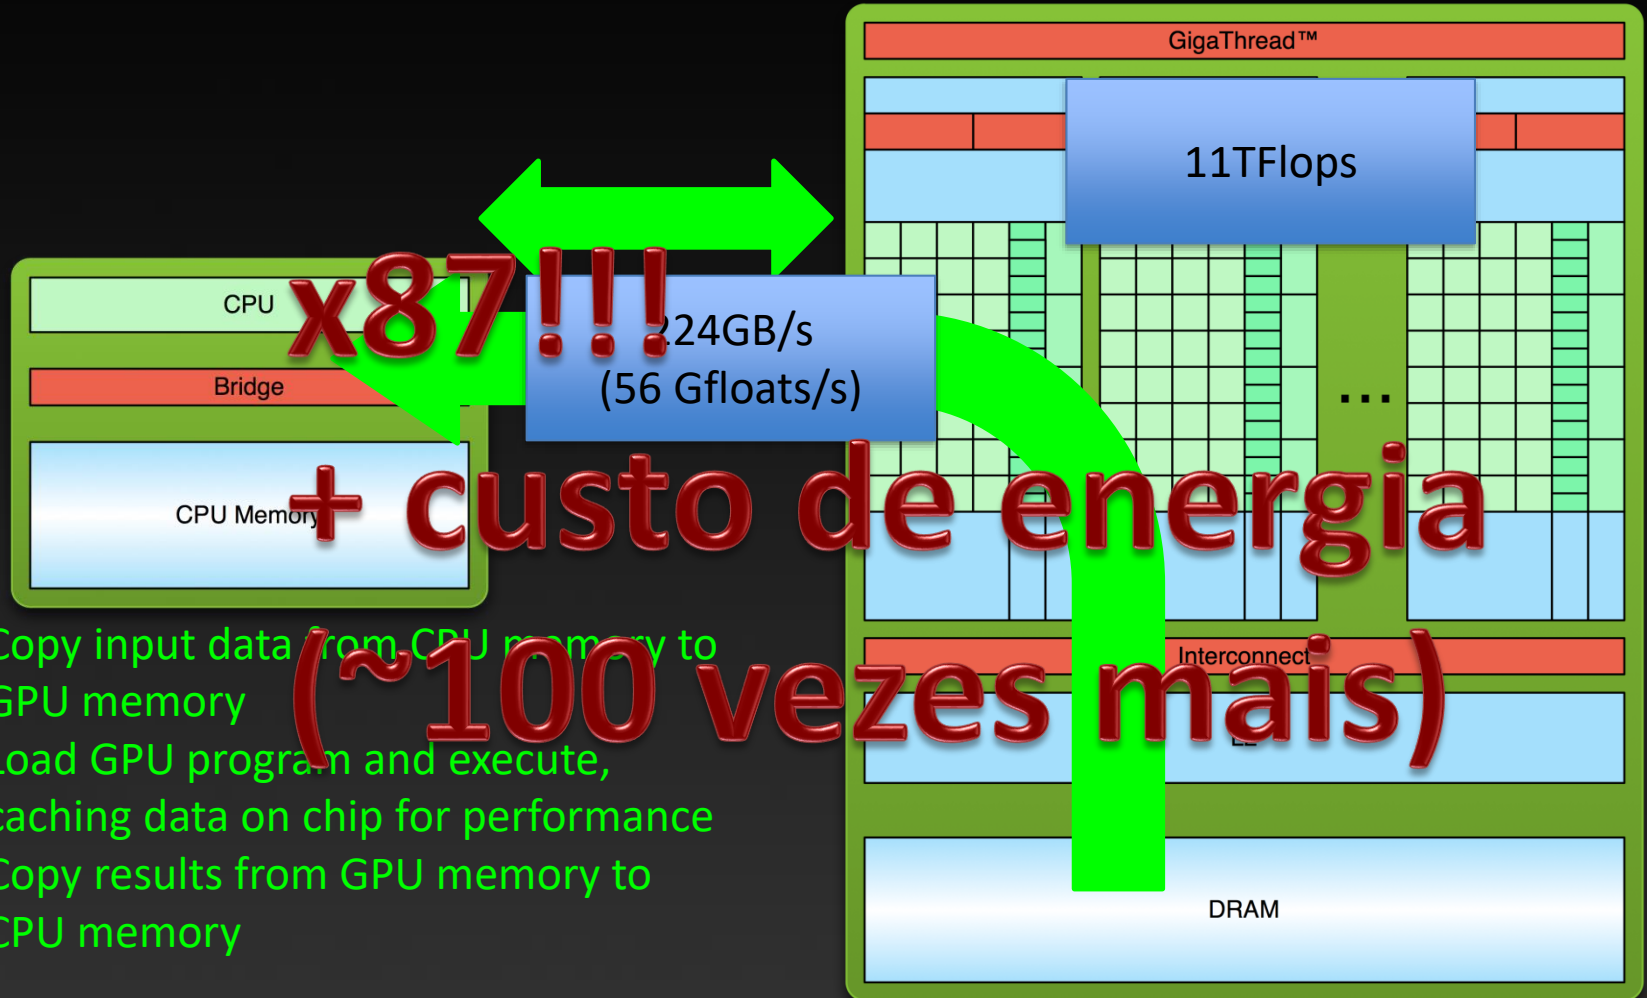 GigaThread™
11TFlops
CPU
x87!!!
224GB/s
(56 Gfloats/s)
Bridge
...
CPU Memory
+ custo de energia
(~100 vezes mais)
Copy input data from CPU memory to
GPU memory
Load GPU program and execute,
caching data on chip for performance
Copy results from GPU memory to
CPU memory
Interconnect
DRAM